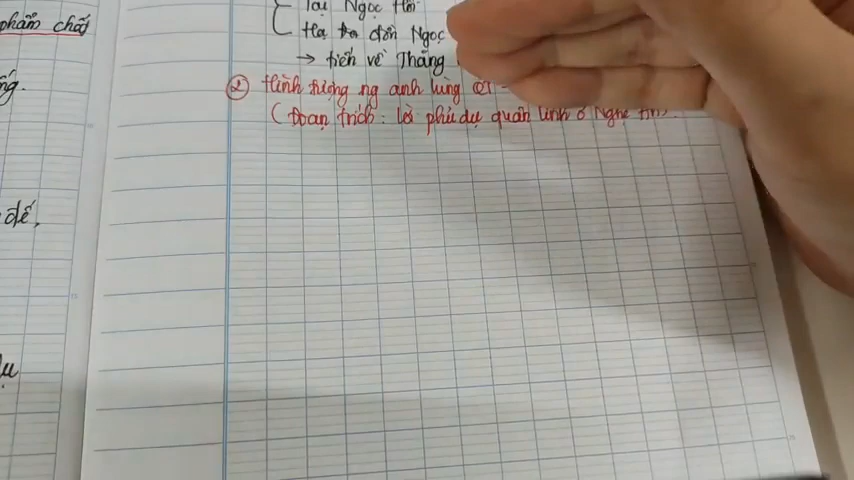 phẩm chất
ng.
dế,
ụ
Tại Ngọc Hồi
Hạ đồn Ngọc
→ tiến về Thăng
② Hình tượng ng anh hùng
( Đoạn trích: lời phủ dụ quân lính ở Nghệ An)